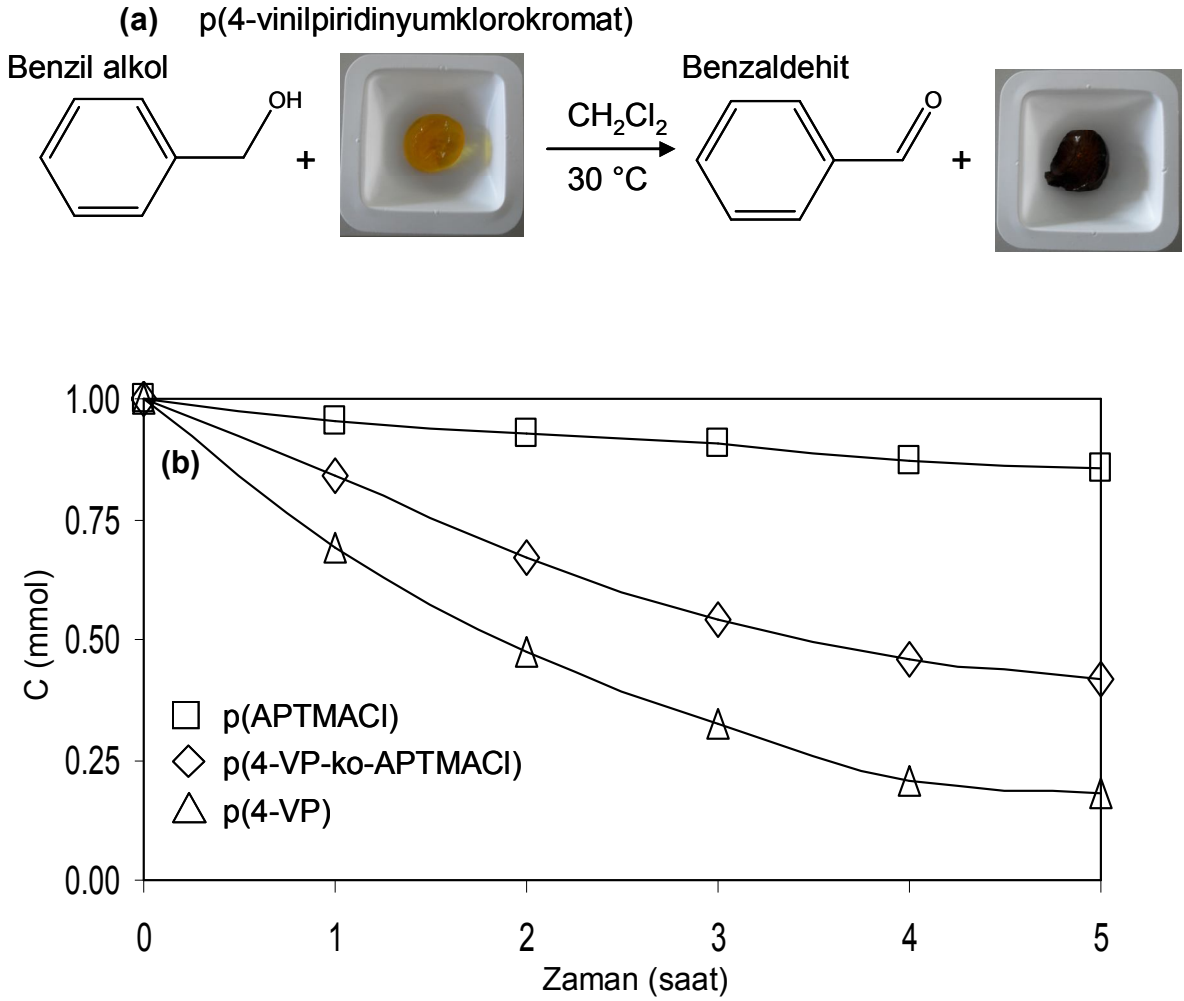 (a) p(4-vinilpiridinyumklorokromat)
Benzil alkol
OH
+
CH2Cl2
30 °C
Benzaldehit
O
+
(b)
C (mmol)
1.00
0.75
0.50
0.25
0.00
p(APTMACl)
p(4-VP-ko-APTMACl)
p(4-VP)
0 1 2 3 4 5
Zaman (saat)